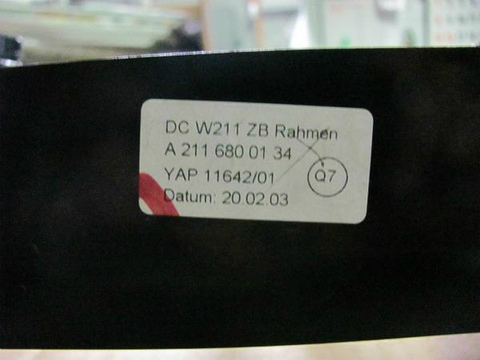 DC W211 ZB Rahmen
A 211 680 01 34
YAP 11642/01
Q7
Datum: 20.02.03